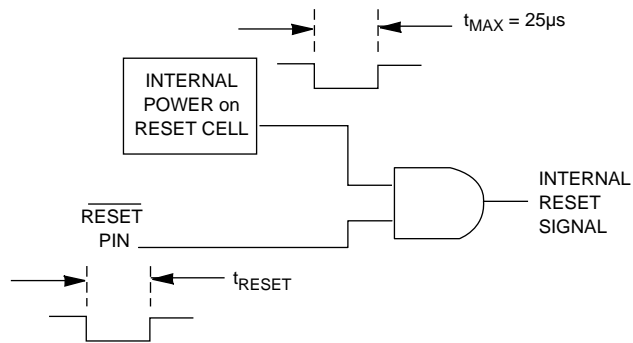 t_MAX = 25µs
INTERNAL
POWER on
RESET CELL
INTERNAL
RESET
SIGNAL
RESET
PIN
t_RESET